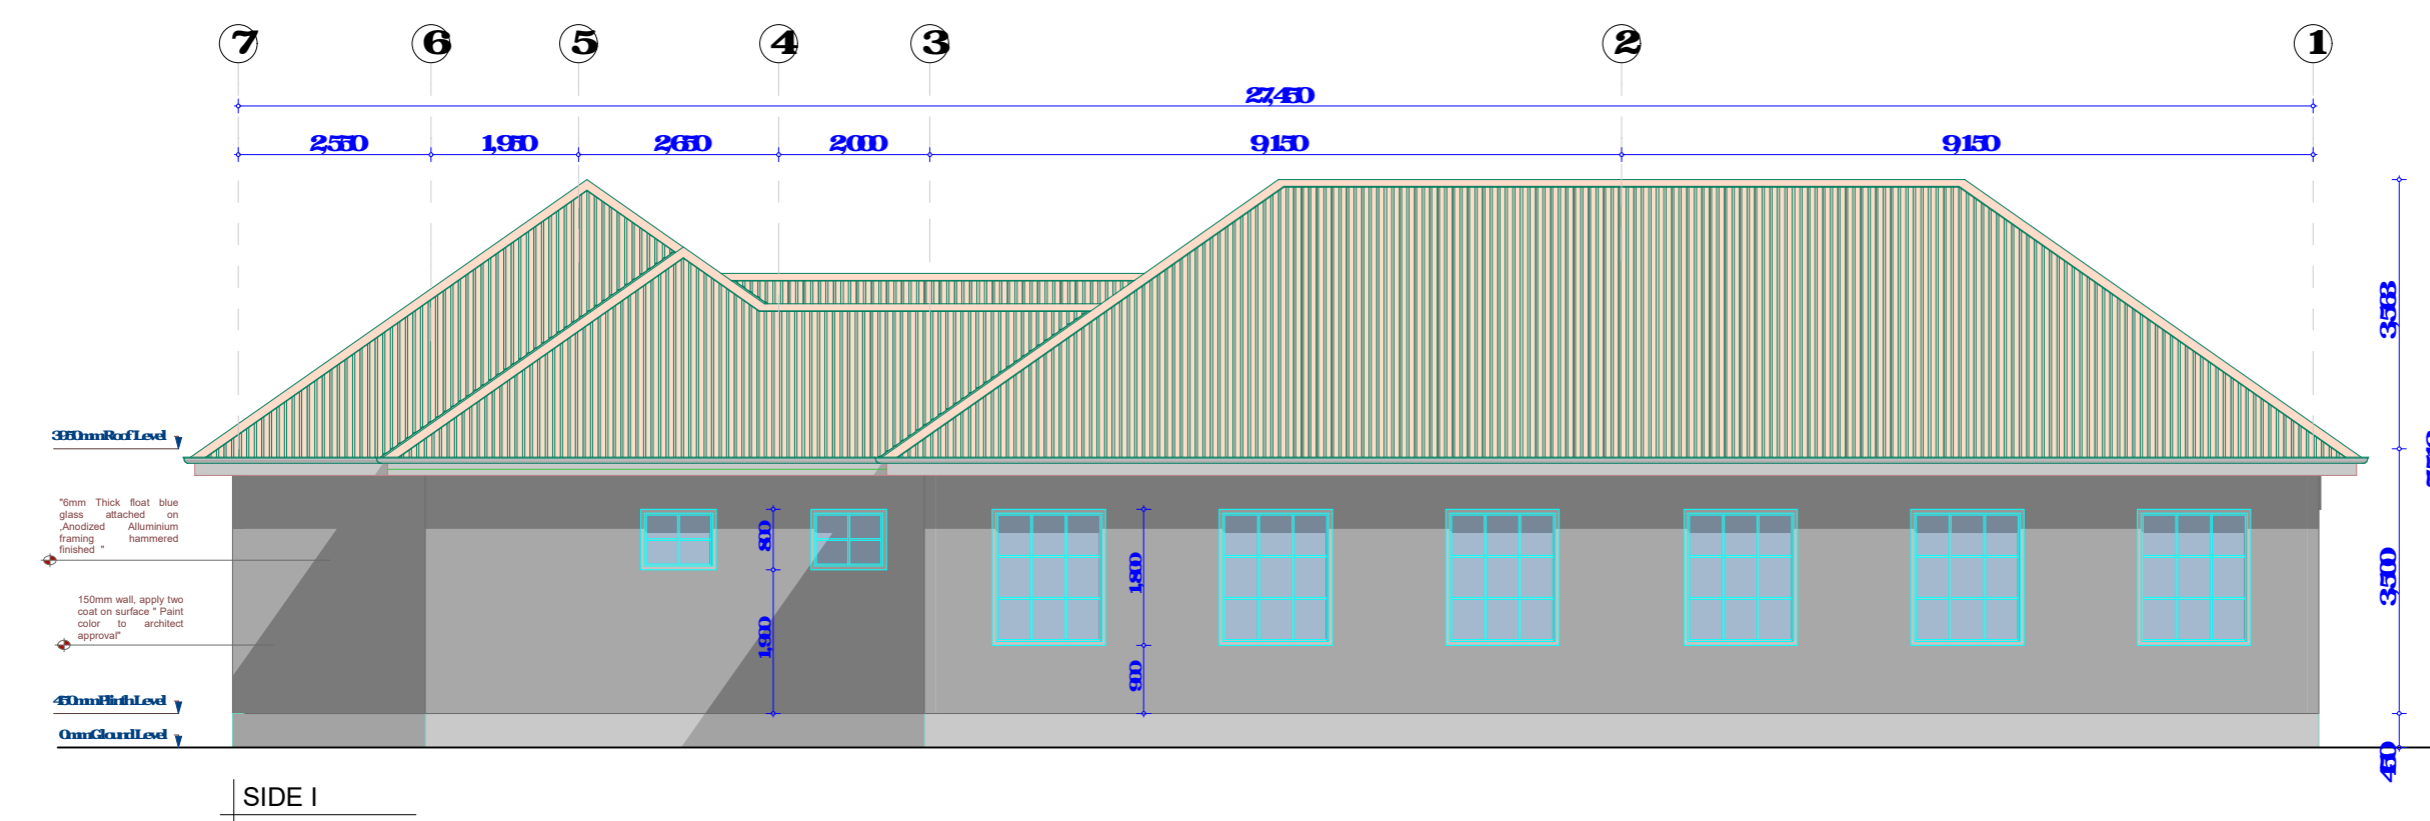 7 6 5 4 3 2 1
27,450
2,550 1,950 2,650 2,000 9,150 9,150
3,563
3950mm Roof Level
"6mm Thick float blue
glass attached on
,Anodized Alluminium
framing hammered
finished "
800
1,800
3,500
150mm wall, apply two
coat on surface " Paint
color to architect
approval"
1,900
900
450mm Plinth Level
0mm Ground Level
450
SIDE I